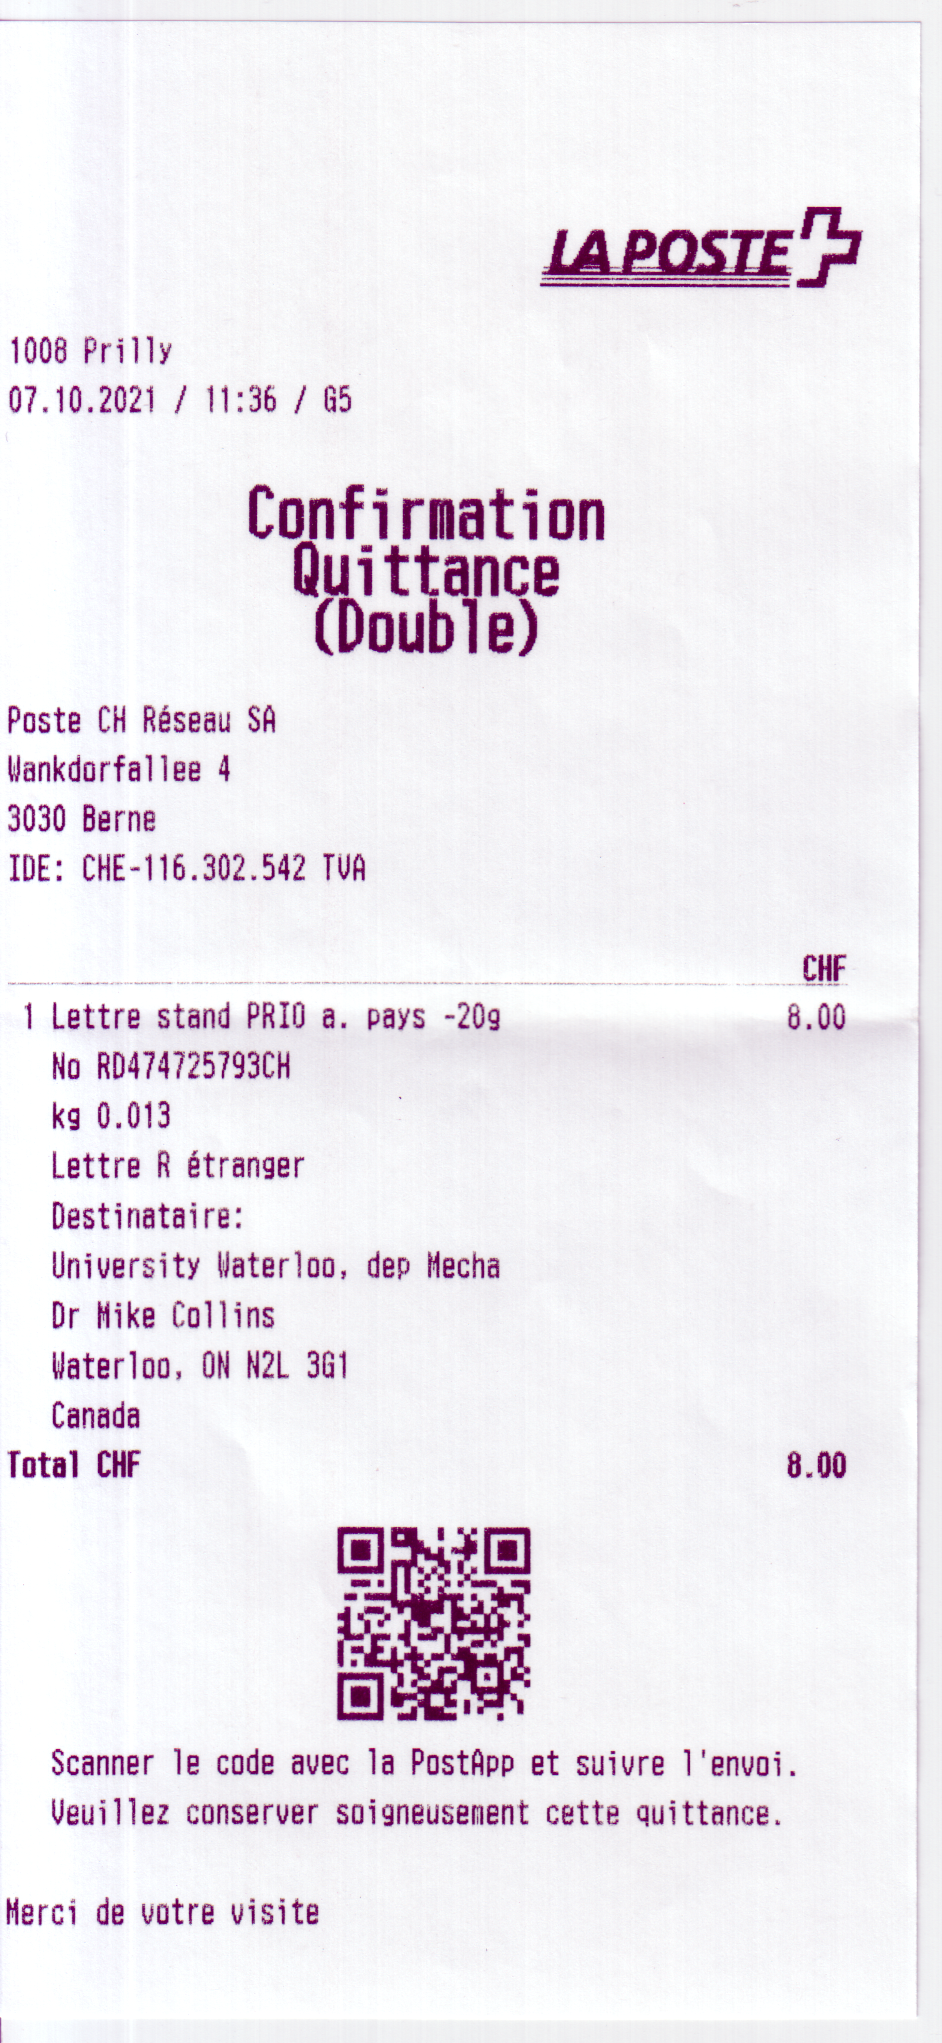 LA POSTE
1008 Prilly
07.10.2021 / 11:36 / G5
Confirmation
Quittance
(Double)
Poste CH Réseau SA
Wankdorfallee 4
3030 Berne
IDE: CHE-116.302.542 TVA
CHF
1 Lettre stand PRIO a. pays -20g 8.00
No RD474725793CH
kg 0.013
Lettre R étranger
Destinataire:
University Waterloo, dep Mecha
Dr Mike Collins
Waterloo, ON N2L 3G1
Canada
Total CHF 8.00
Scanner le code avec la PostApp et suivre l'envoi.
Veuillez conserver soigneusement cette quittance.
Merci de votre visite